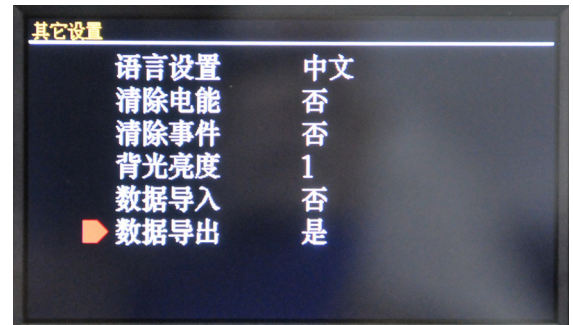 其它设置
语言设置 中文
清除电能 否
清除事件 否
背光亮度 1
数据导入 否
数据导出 是